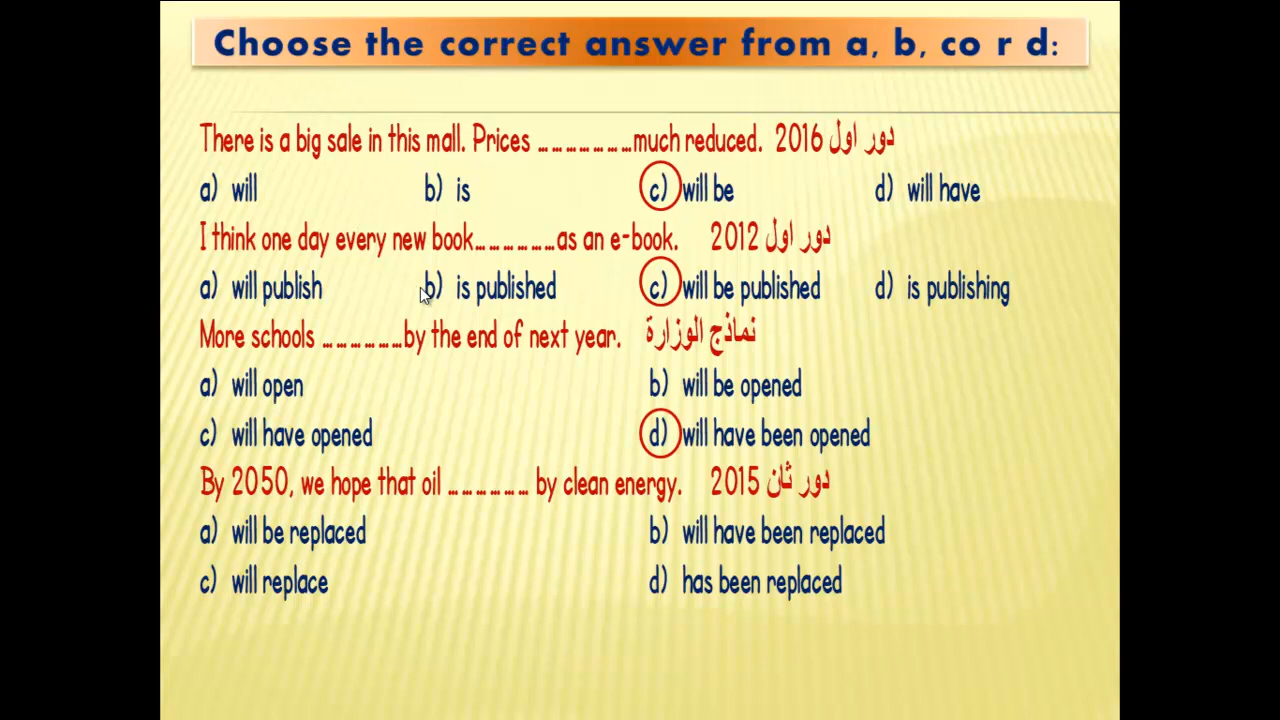 Choose the correct answer from a, b, co r d:
There is a big sale in this mall. Prices ………………… much reduced. 2016 دور اول
a) will b) is c) will be d) will have
I think one day every new book………………as an e-book. 2012 دور اول
a) will publish b) is published c) will be published d) is publishing
More schools ………………by the end of next year. نماذج الوزارة
a) will open b) will be opened
c) will have opened d) will have been opened
By 2050, we hope that oil ……………… by clean energy. 2015 دور ثان
a) will be replaced b) will have been replaced
c) will replace d) has been replaced